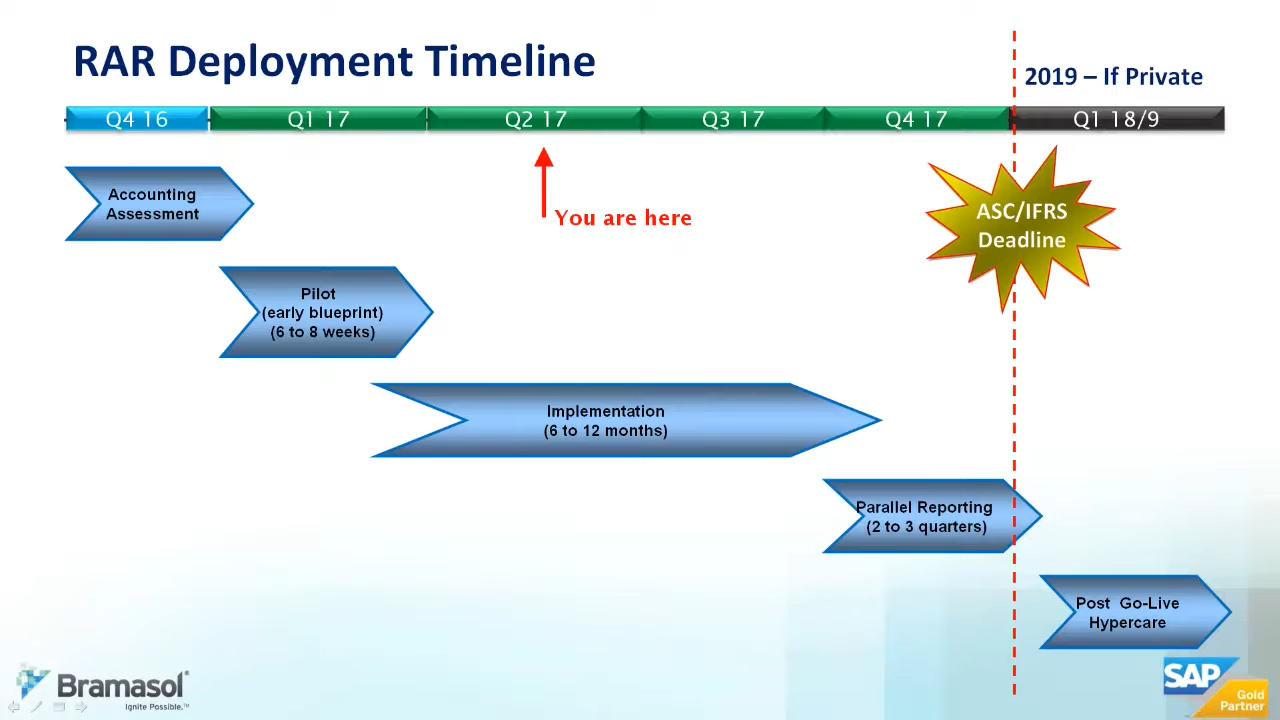 RAR Deployment Timeline
2019 – If Private
Q4 16
Q1 17
Q2 17
Q3 17
Q4 17
Q1 18/9
Accounting
Assessment
You are here
ASC/IFRS
Deadline
Pilot
(early blueprint)
(6 to 8 weeks)
Implementation
(6 to 12 months)
Parallel Reporting
(2 to 3 quarters)
Post Go-Live
Hypercare
Bramasol®
Ignite Possible.™
SAP
Gold
Partner